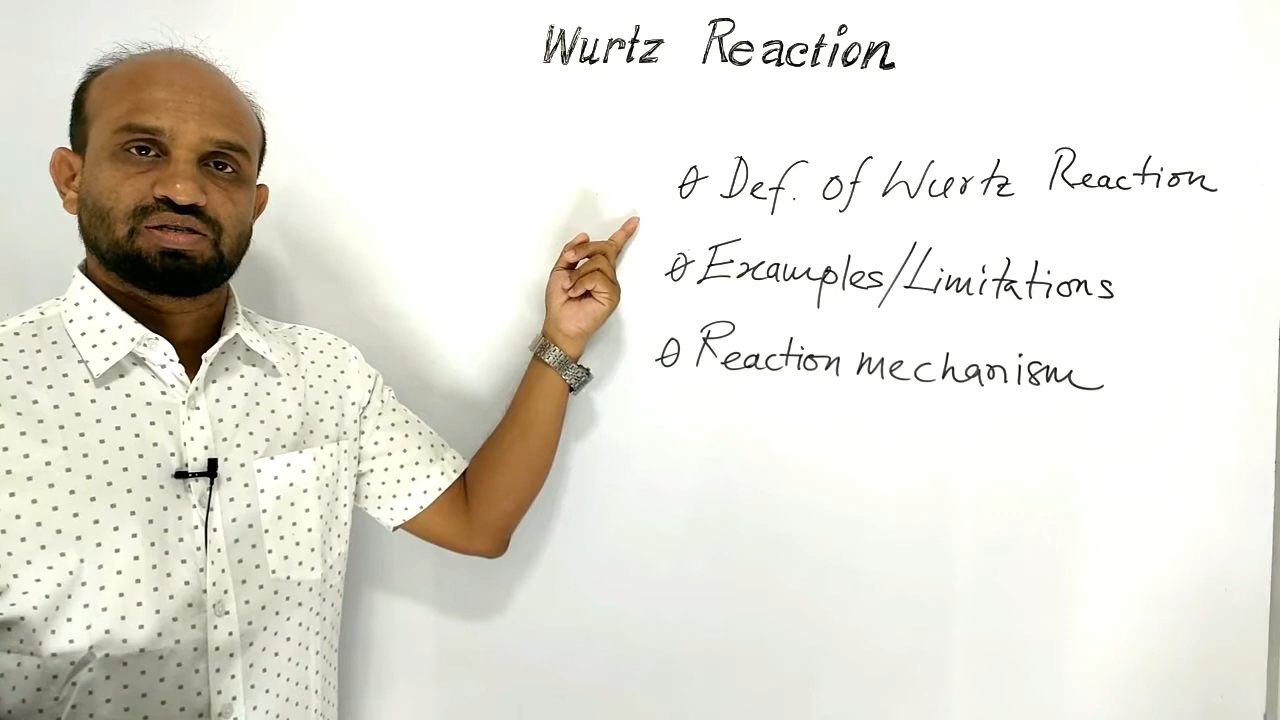 Wurtz Reaction
Def. of Wurtz Reaction
Examples/Limitations
Reaction mechanism